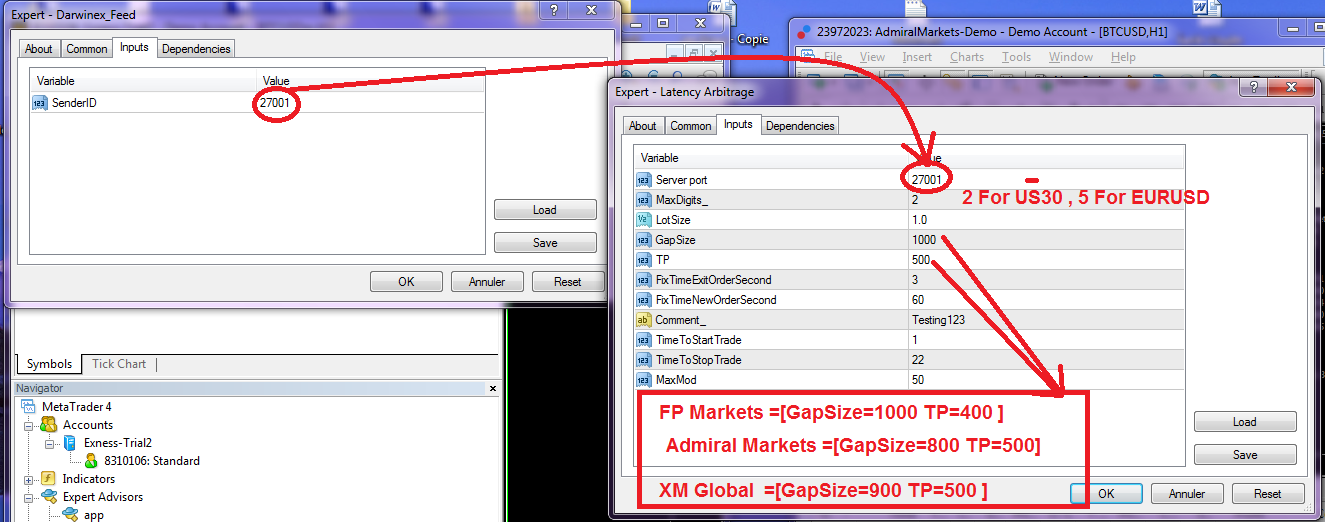 Expert - Darwinex_Feed
About Common Inputs Dependencies
Variable Value
SenderID 27001
Load
Save
OK Annuler Reset
Symbols Tick Chart
Navigator
MetaTrader 4
Accounts
Exness-Trial2
8310106: Standard
Indicators
Expert Advisors
app
- Copie
23972023: AdmiralMarkets-Demo - Demo Account - [BTCUSD,H1]
File View Insert Charts Tools Window Help
Expert - Latency Arbitrage
About Common Inputs Dependencies
Variable
Server port 27001
MaxDigits_ 2
2 For US30 , 5 For EURUSD
LotSize 1.0
GapSize 1000
TP 500
FixTimeExitOrderSecond 3
FixTimeNewOrderSecond 60
Comment_ Testing123
TimeToStartTrade 1
TimeToStopTrade 22
MaxMod 50
FP Markets =[GapSize=1000 TP=400 ]
Admiral Markets =[GapSize=800 TP=500]
XM Global =[GapSize=900 TP=500 ]
Load
Save
OK Annuler Reset